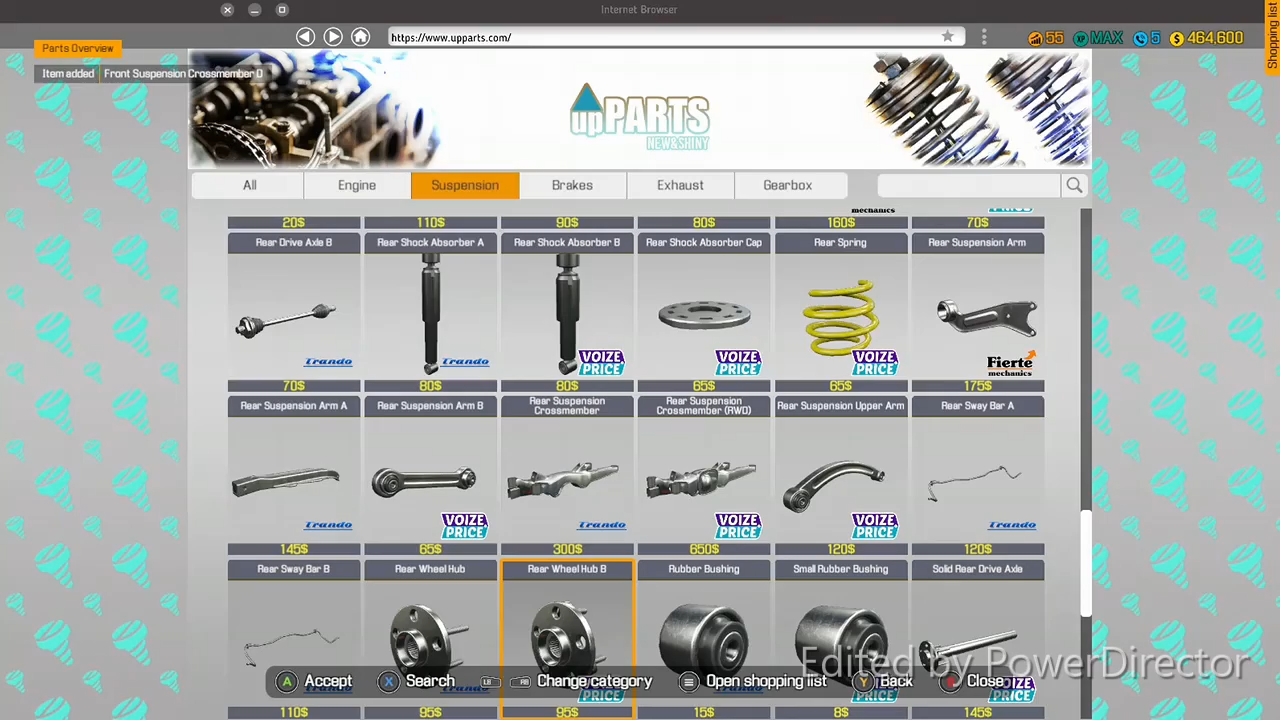 Internet Browser
Shopping list
https://www.upparts.com/
55 MAX 5 464,600
Parts Overview
Item added Front Suspension Crossmember D
upPARTS
NEW&SHINY
All Engine Suspension Brakes Exhaust Gearbox
mechanics
20$ 110$ 90$ 80$ 160$ 70$
Rear Drive Axle B Rear Shock Absorber A Rear Shock Absorber B Rear Shock Absorber Cap Rear Spring Rear Suspension Arm
Trando Trando VOIZE PRICE VOIZE PRICE VOIZE PRICE Fierte mechanics
70$ 80$ 80$ 65$ 65$ 175$
Rear Suspension Arm A Rear Suspension Arm B Rear Suspension Crossmember Rear Suspension Crossmember (RWD) Rear Suspension Upper Arm Rear Sway Bar A
Trando VOIZE PRICE Trando VOIZE PRICE VOIZE PRICE Trando
145$ 65$ 300$ 650$ 120$ 120$
Rear Sway Bar B Rear Wheel Hub Rear Wheel Hub B Rubber Bushing Small Rubber Bushing Solid Rear Drive Axle
Edited by PowerDirector
A Accept X Search LB RB Change category Open shopping list Y Back Close
PRICE PRICE PRICE
110$ 95$ 95$ 15$ 8$ 145$